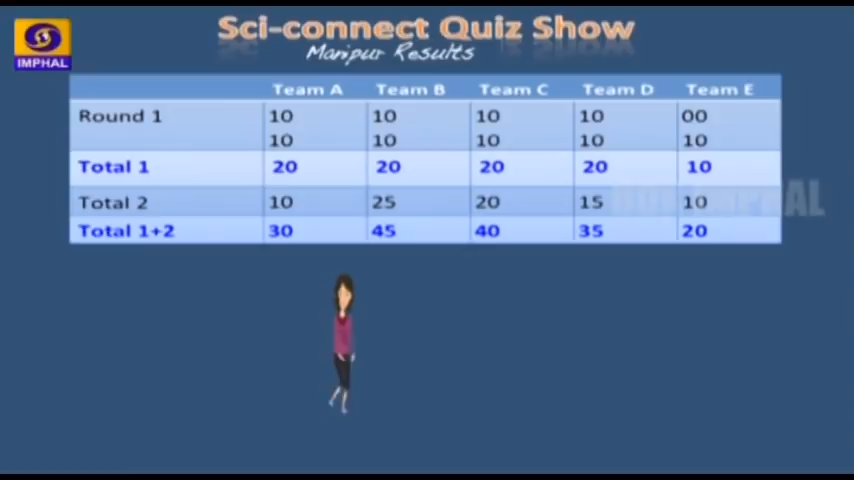 Sci-connect Quiz Show
Manipur Results
IMPHAL
Team A Team B Team C Team D Team E
Round 1 10 10 10 10 00
10 10 10 10 10
Total 1 20 20 20 20 10
Total 2 10 25 20 15 10
Total 1+2 30 45 40 35 20
DDK IMPHAL